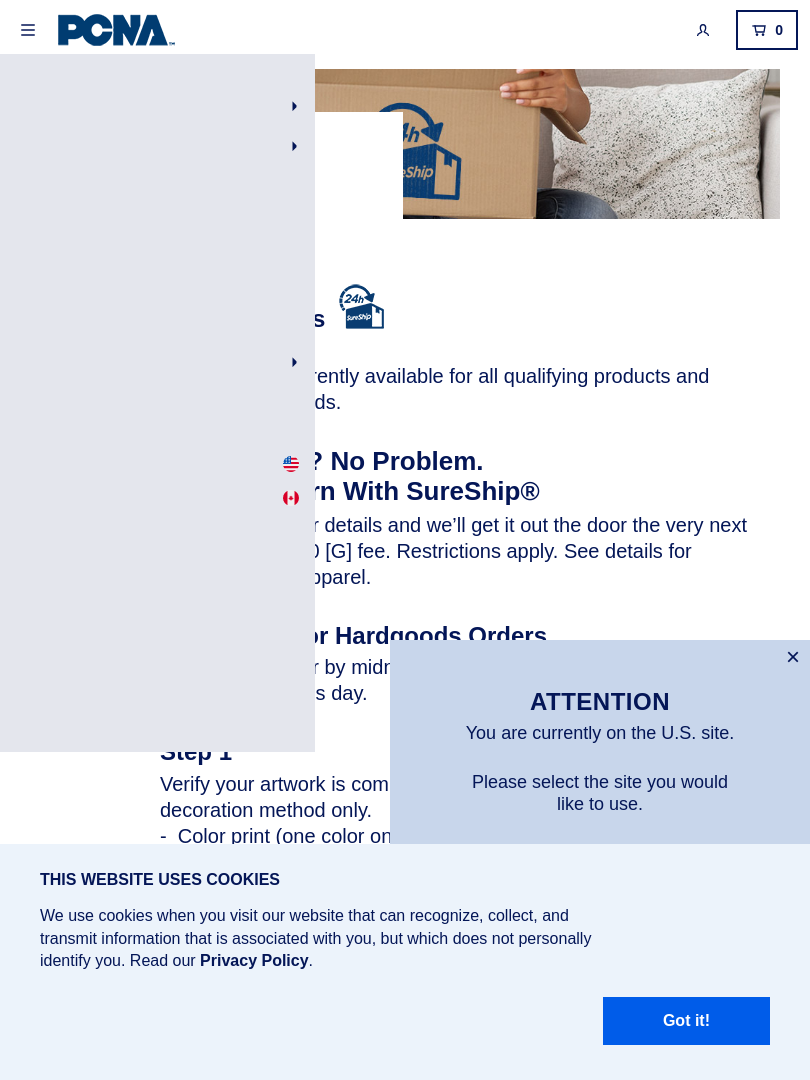 PCNA™
0
24h
SureShip
s
rently available for all qualifying products and
ds.
? No Problem.
rn With SureShip®
r details and we’ll get it out the door the very next
0 [G] fee. Restrictions apply. See details for
pparel.
or Hardgoods Orders
r by midn
s day.
ATTENTION
You are currently on the U.S. site.
Please select the site you would
like to use.
Step 1
Verify your artwork is com
decoration method only.
- Color print (one color on
THIS WEBSITE USES COOKIES
We use cookies when you visit our website that can recognize, collect, and
transmit information that is associated with you, but which does not personally
identify you. Read our Privacy Policy.
Got it!